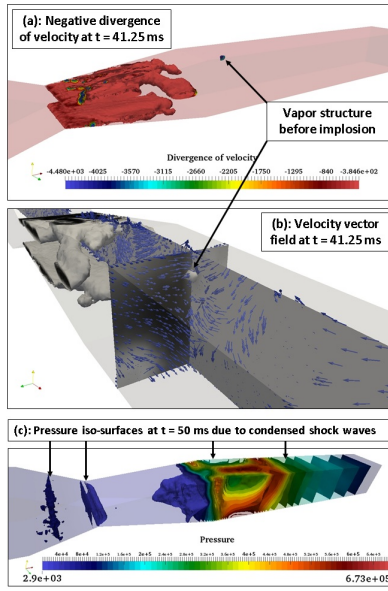 (a): Negative divergence
of velocity at t = 41.25 ms
Vapor structure
before implosion
Divergence of velocity
-4.480e+03 -4025 -3570 -3115 -2660 -2205 -1750 -1295 -840 -3.846e+02
(b): Velocity vector
field at t = 41.25 ms
(c): Pressure iso-surfaces at t = 50 ms due to condensed shock waves
Pressure
2.9e+03 6.73e+05